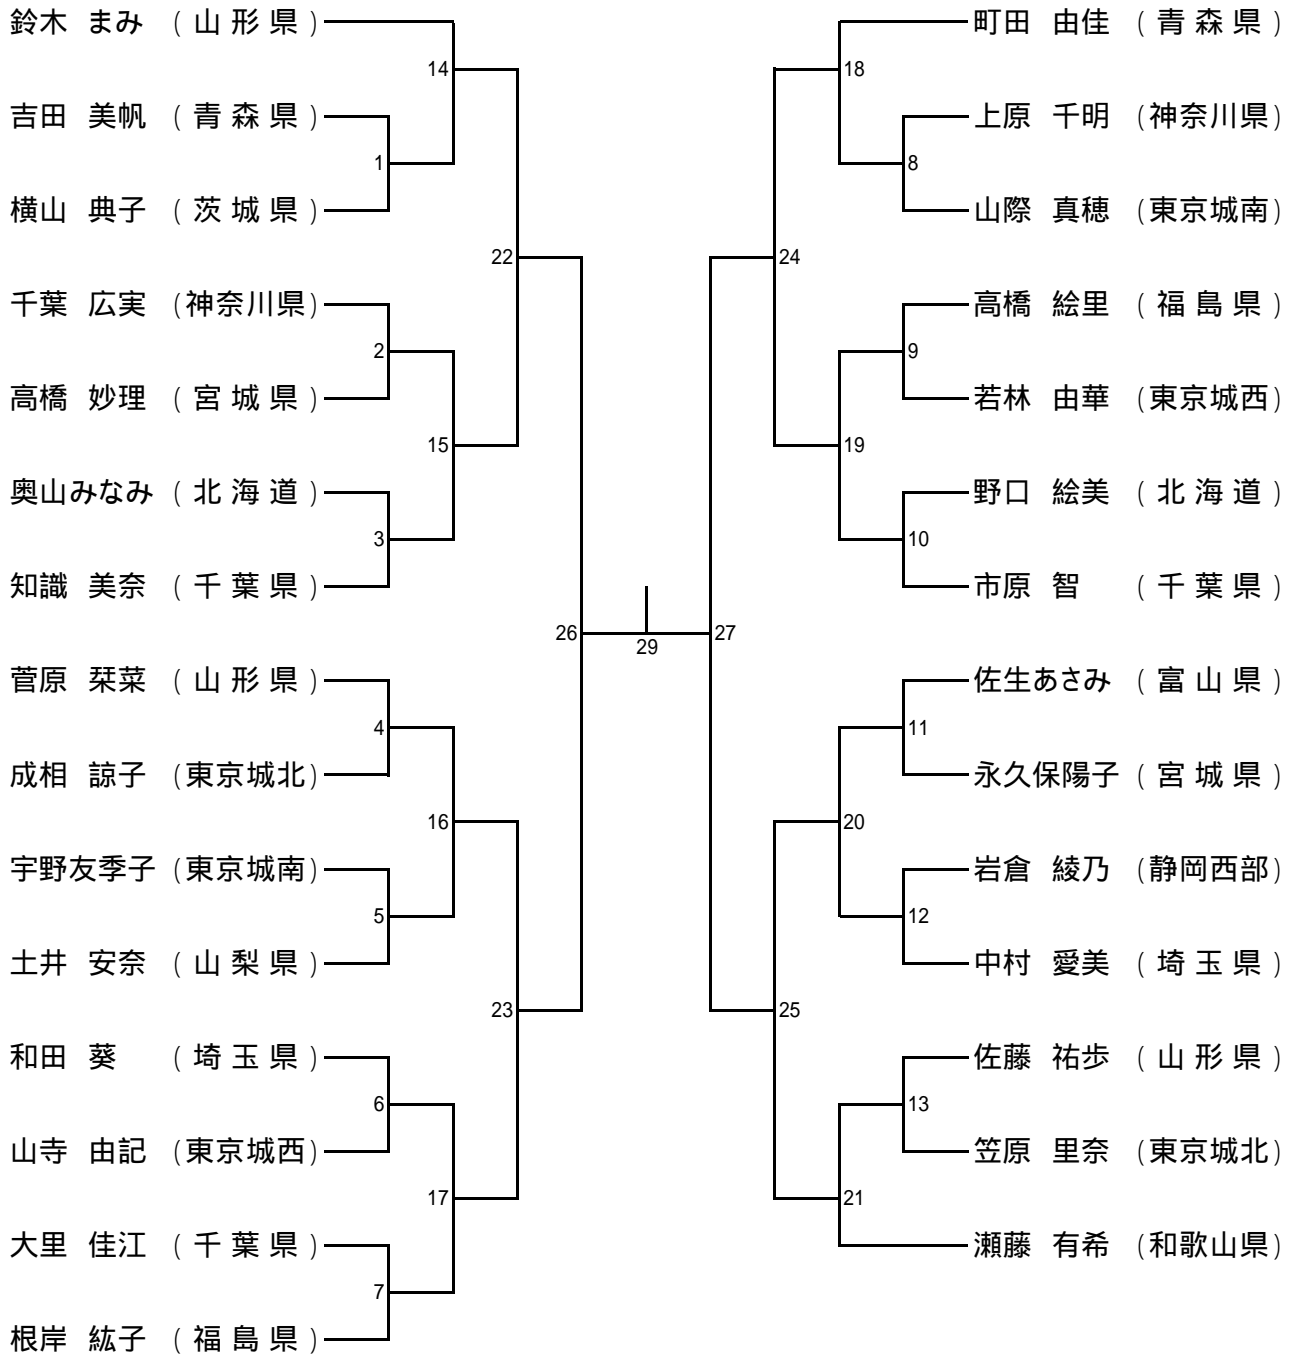 鈴木 まみ (山形県)
14
吉田 美帆 (青森県)
1
横山 典子 (茨城県)
22
千葉 広実 (神奈川県)
2
高橋 妙理 (宮城県)
15
奥山みなみ (北海道)
3
知識 美奈 (千葉県)
26
菅原 栞菜 (山形県)
4
成相 諒子 (東京城北)
16
宇野友季子 (東京城南)
5
土井 安奈 (山梨県)
23
和田 葵 (埼玉県)
6
山寺 由記 (東京城西)
17
大里 佳江 (千葉県)
7
根岸 紘子 (福島県)
29
町田 由佳 (青森県)
18
上原 千明 (神奈川県)
8
山際 真穂 (東京城南)
24
高橋 絵里 (福島県)
9
若林 由華 (東京城西)
19
野口 絵美 (北海道)
10
市原 智 (千葉県)
27
佐生あさみ (富山県)
11
永久保陽子 (宮城県)
20
岩倉 綾乃 (静岡西部)
12
中村 愛美 (埼玉県)
25
佐藤 祐歩 (山形県)
13
笠原 里奈 (東京城北)
21
瀬藤 有希 (和歌山県)